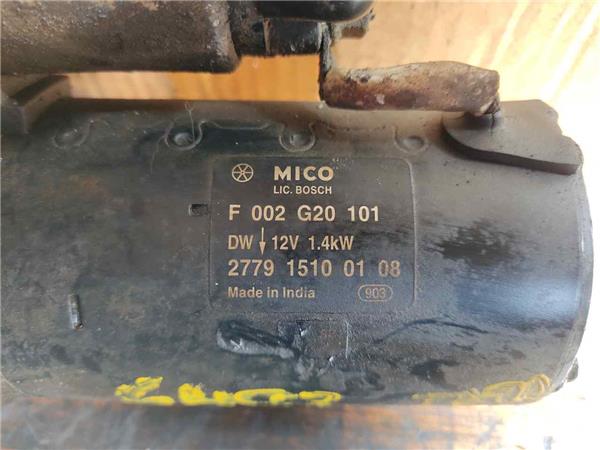 MICO
LIC. BOSCH
F 002 G20 101
DW 12V 1.4kW
2779 1510 01 08
Made in India 903